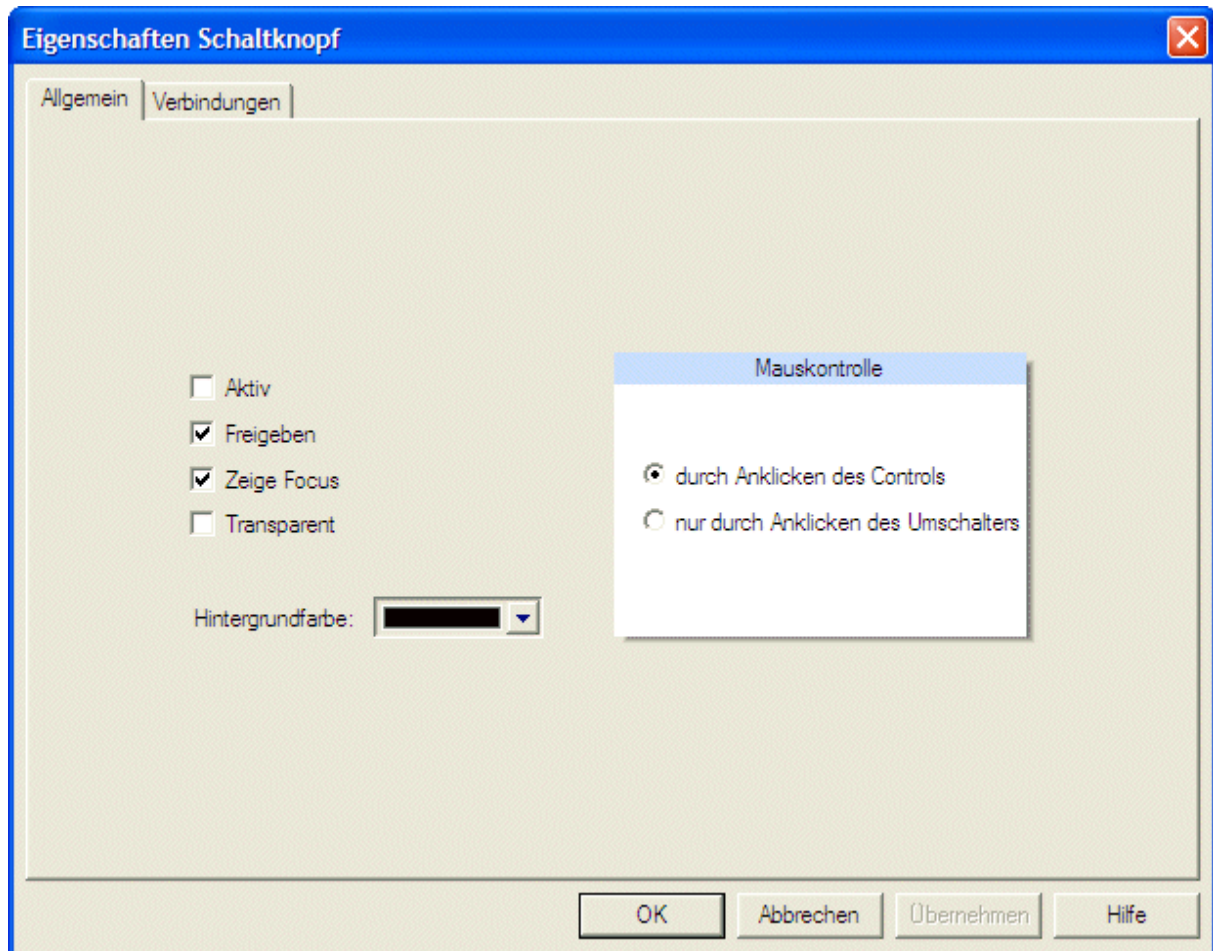 Eigenschaften Schaltknopf
Allgemein
Verbindungen
Aktiv
Freigeben
Zeige Focus
Transparent
Hintergrundfarbe:
Mauskontrolle
durch Anklicken des Controls
nur durch Anklicken des Umschalters
OK
Abbrechen
Übernehmen
Hilfe